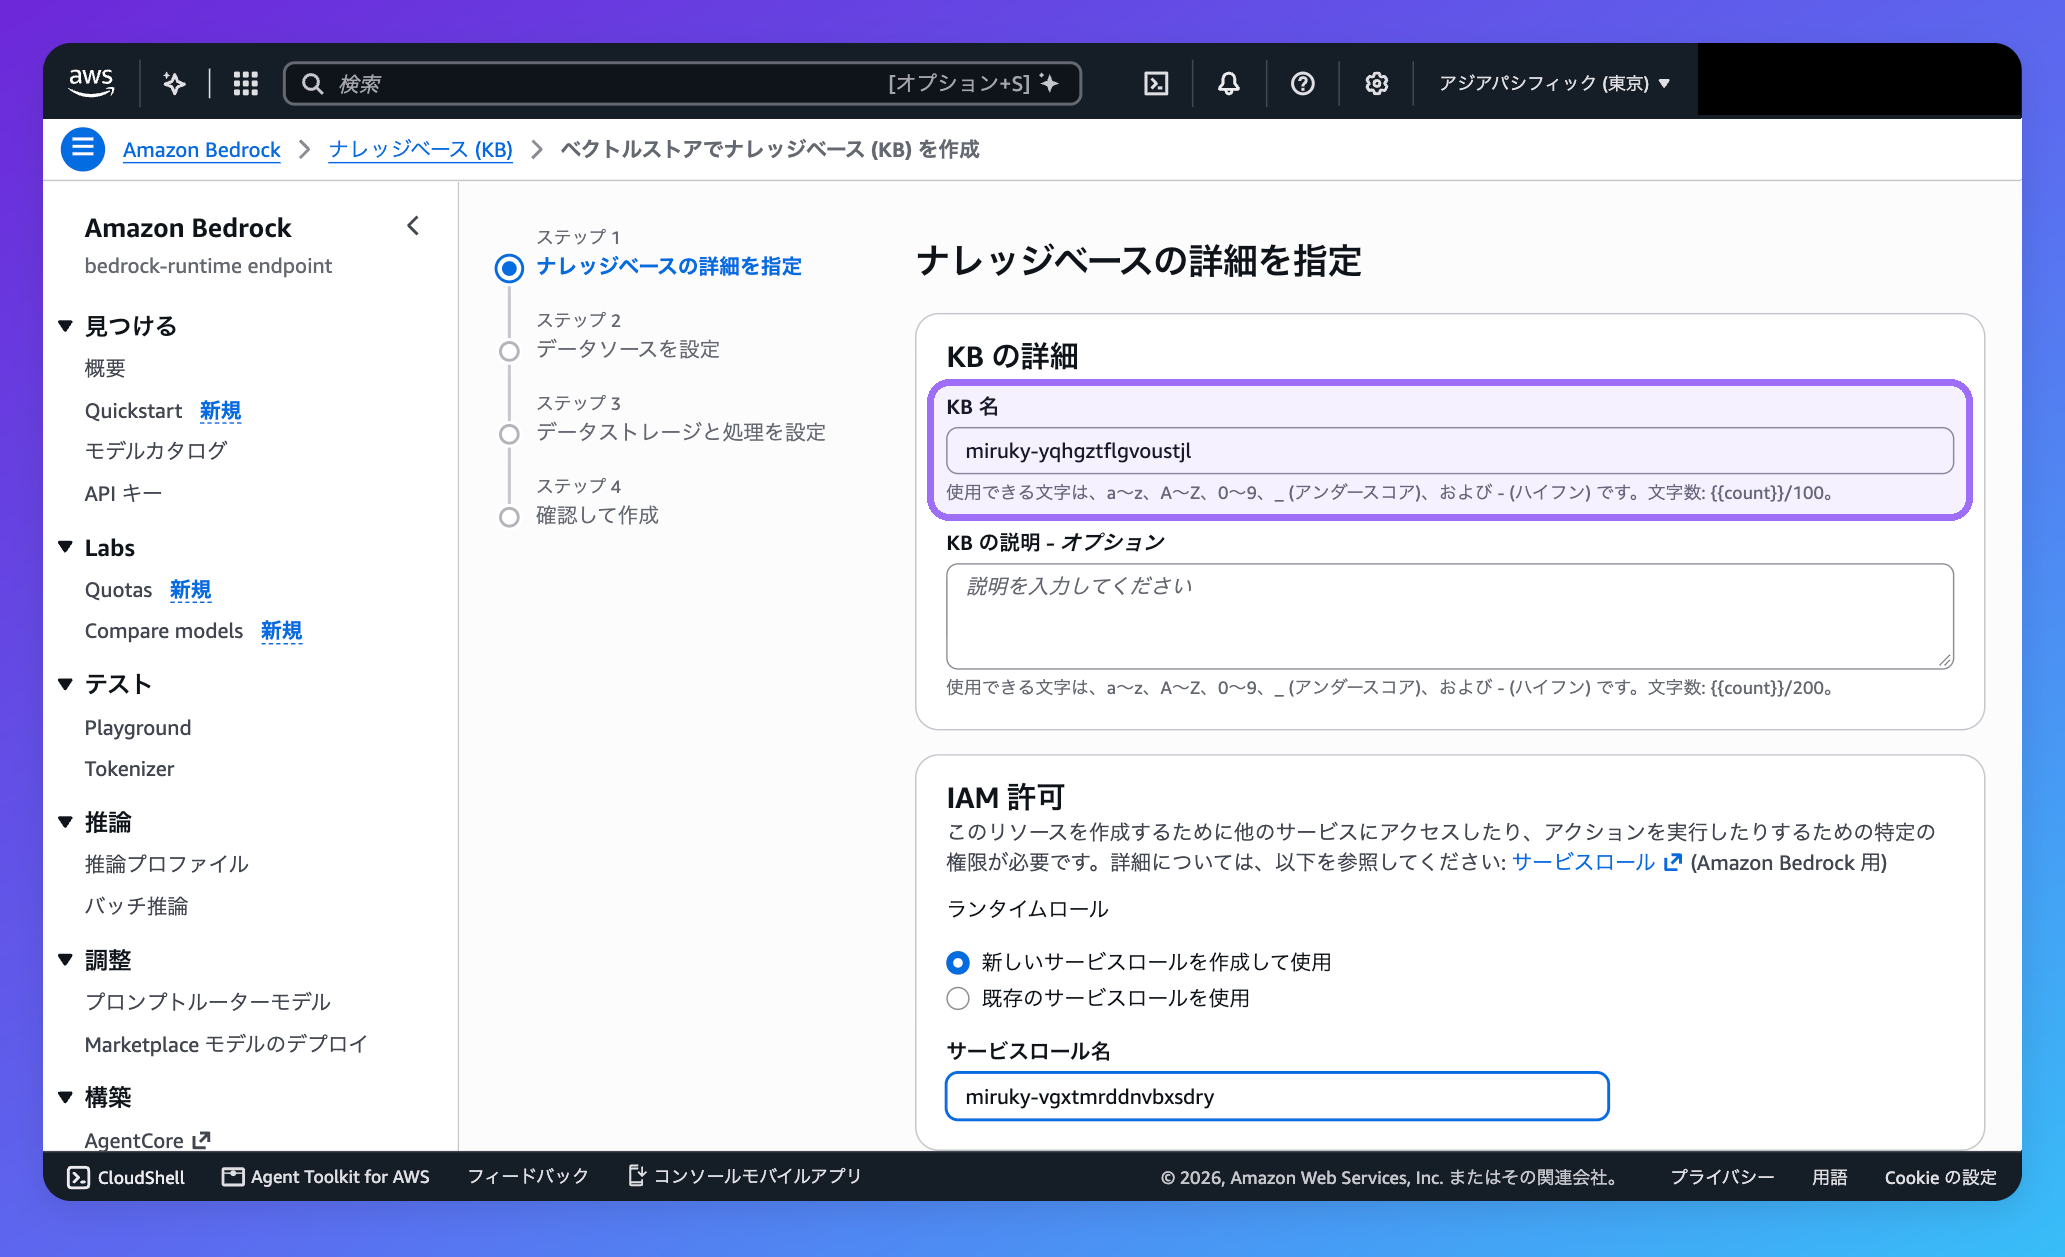 aws
検索
[オプション+S]
アジアパシフィック (東京)
Amazon Bedrock
ナレッジベース (KB)
ベクトルストアでナレッジベース (KB) を作成
Amazon Bedrock
bedrock-runtime endpoint
見つける
概要
Quickstart 新規
モデルカタログ
API キー
Labs
Quotas 新規
Compare models 新規
テスト
Playground
Tokenizer
推論
推論プロファイル
バッチ推論
調整
プロンプトルーターモデル
Marketplace モデルのデプロイ
構築
AgentCore
ステップ 1
ナレッジベースの詳細を指定
ステップ 2
データソースを設定
ステップ 3
データストレージと処理を設定
ステップ 4
確認して作成
ナレッジベースの詳細を指定
KB の詳細
KB 名
miruky-yqhgztflgvoustjl
使用できる文字は、a～z、A～Z、0～9、_ (アンダースコア)、および - (ハイフン) です。文字数: {{count}}/100。
KB の説明 - オプション
説明を入力してください
使用できる文字は、a～z、A～Z、0～9、_ (アンダースコア)、および - (ハイフン) です。文字数: {{count}}/200。
IAM 許可
このリソースを作成するために他のサービスにアクセスしたり、アクションを実行したりするための特定の
権限が必要です。詳細については、以下を参照してください: サービスロール (Amazon Bedrock 用)
ランタイムロール
新しいサービスロールを作成して使用
既存のサービスロールを使用
サービスロール名
miruky-vgxtmrddnvbxsdry
CloudShell
Agent Toolkit for AWS
フィードバック
コンソールモバイルアプリ
© 2026, Amazon Web Services, Inc. またはその関連会社。
プライバシー
用語
Cookie の設定